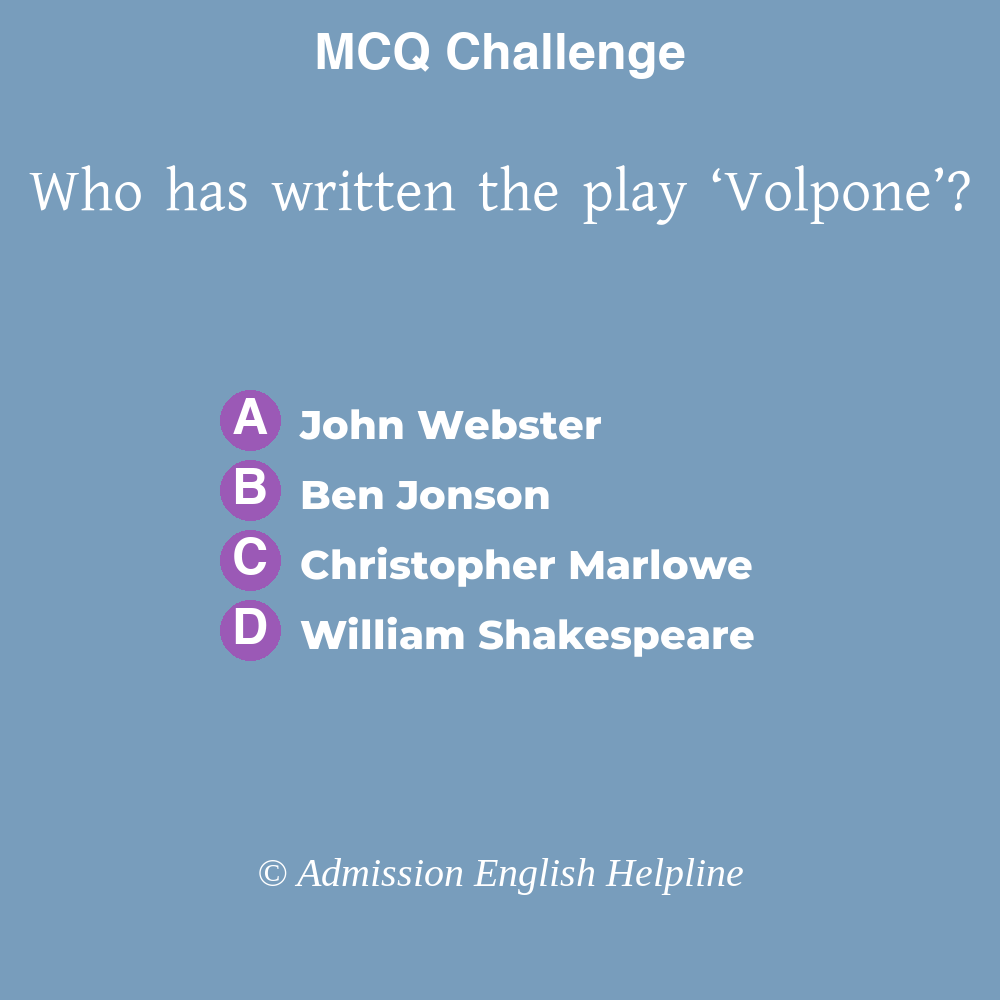 MCQ Challenge
Who has written the play ‘Volpone’?
A John Webster
B Ben Jonson
C Christopher Marlowe
D William Shakespeare
© Admission English Helpline